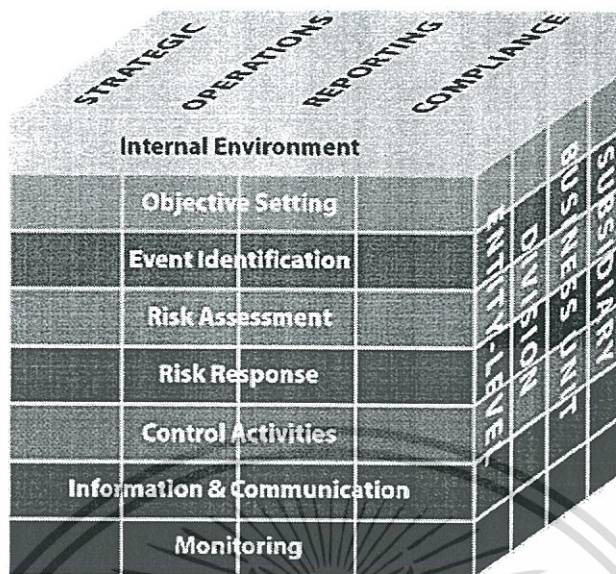 STRATEGIC
OPERATIONS
REPORTING
COMPLIANCE
Internal Environment
Objective Setting
Event Identification
Risk Assessment
Risk Response
Control Activities
Information & Communication
Monitoring
ENTITY-LEVEL
DIVISION
BUSINESS UNIT
SUBSIDIARY